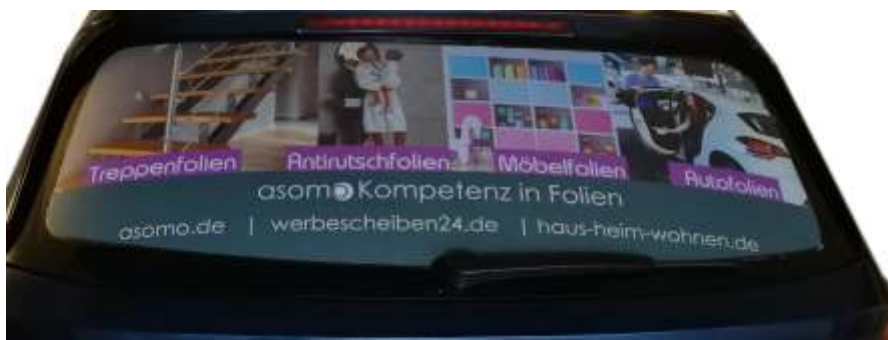 Treppenfolien Antirutschfolien Möbelfolien Autofolien
asomo Kompetenz in Folien
asomo.de | werbescheiben24.de | haus-heim-wohnen.de